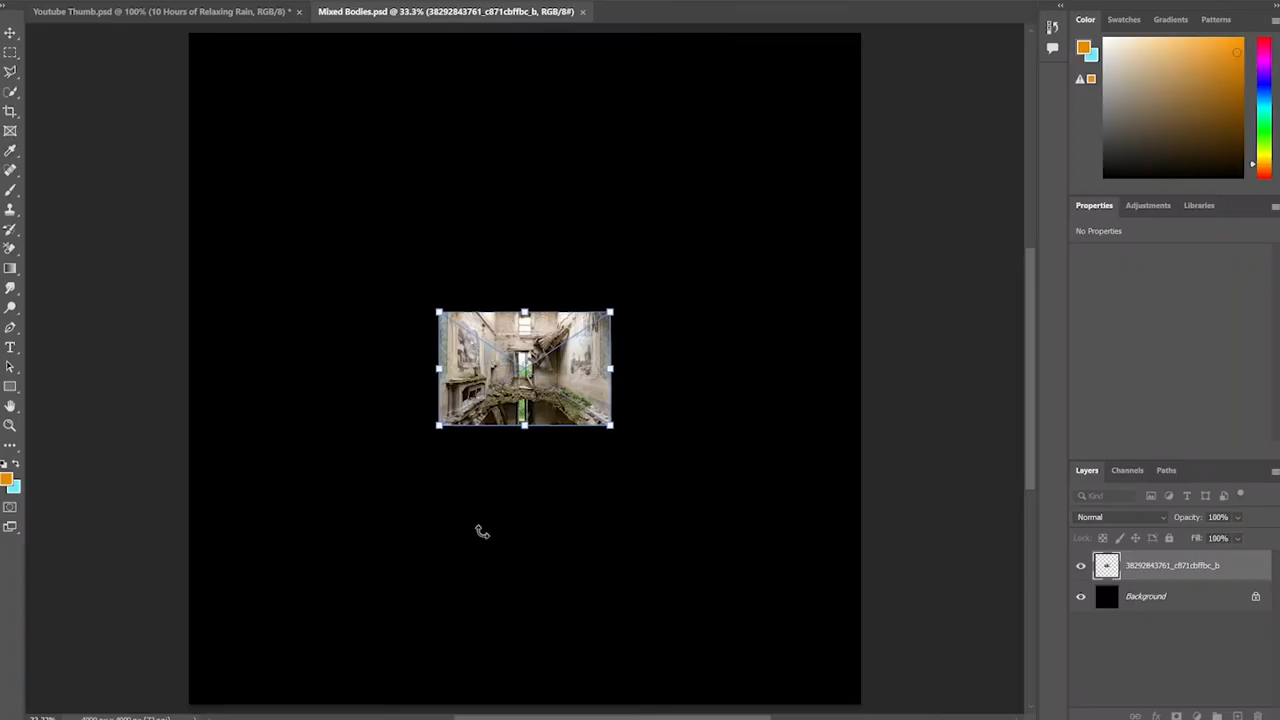 Youtube Thumb.psd @ 100% (10 Hours of Relaxing Rain, RGB/8) * ×
Mixed Bodies.psd @ 33.3% (38292843761_c871cbffbc_b, RGB/8#) ×
Color Swatches Gradients Patterns
Properties Adjustments Libraries
No Properties
Layers Channels Paths
Kind
Normal Opacity: 100%
Lock: Fill: 100%
38292843761_c871cbffbc_b
Background